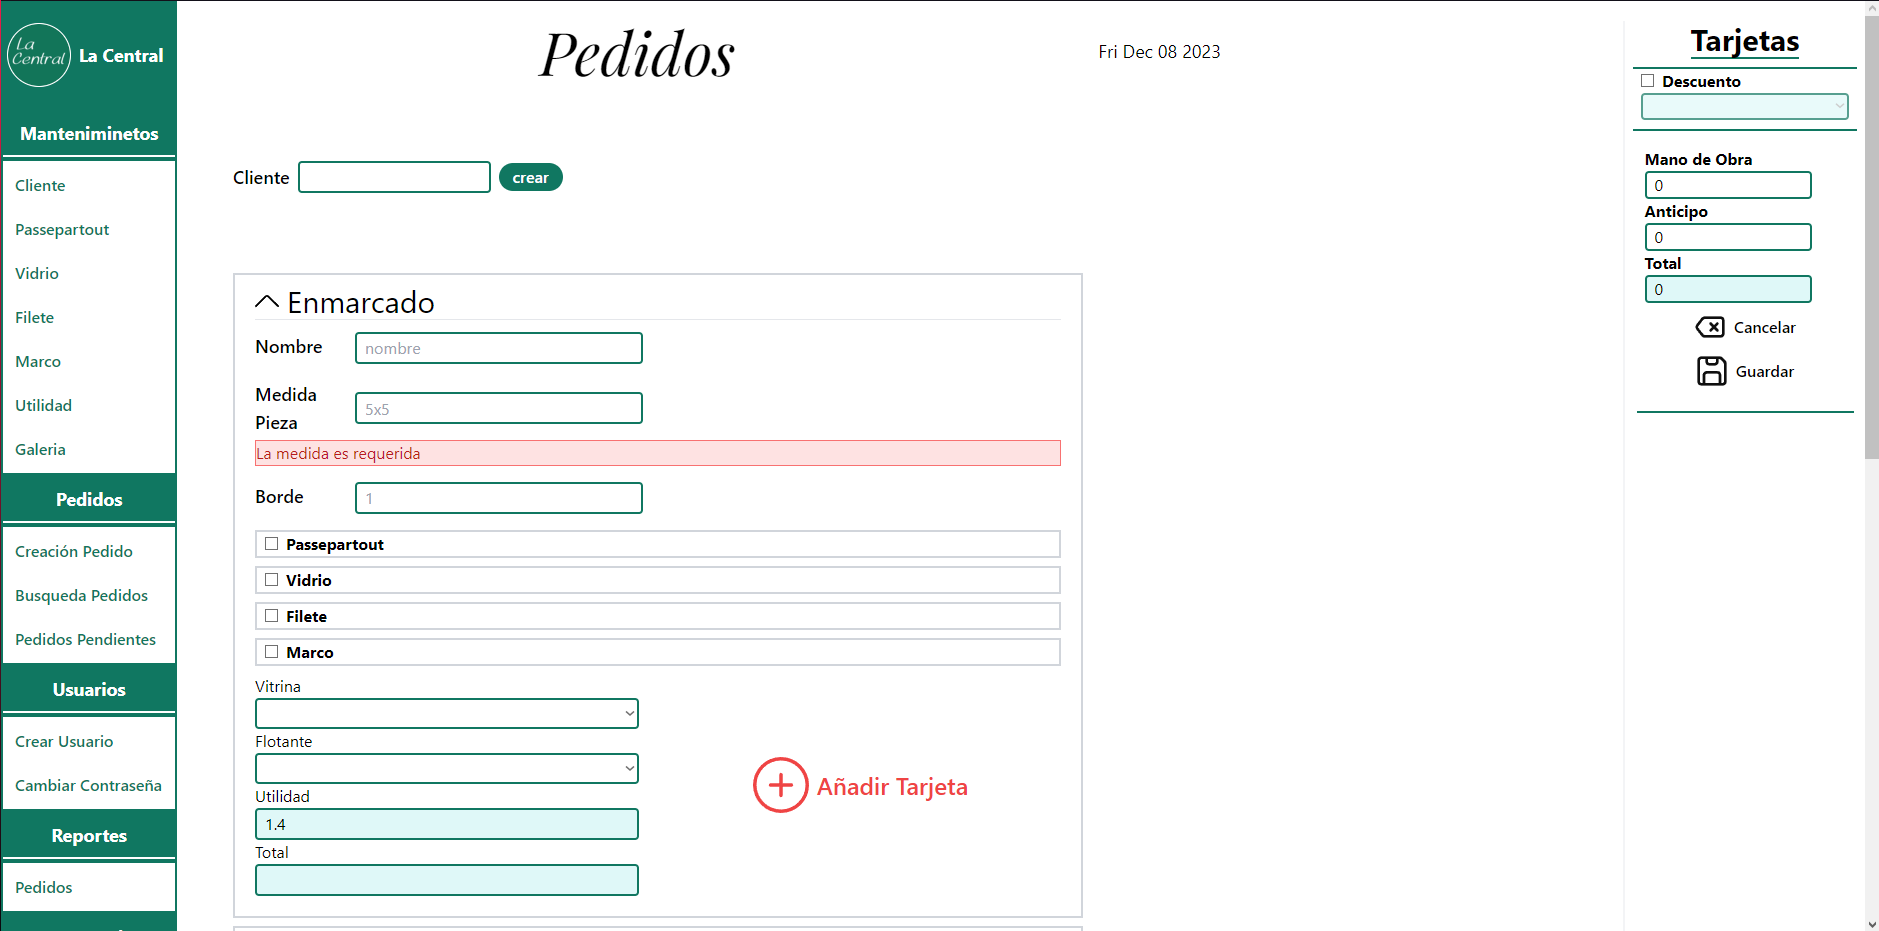 La
Central
La Central
Manteniminetos
Cliente
Passepartout
Vidrio
Filete
Marco
Utilidad
Galeria
Pedidos
Creación Pedido
Busqueda Pedidos
Pedidos Pendientes
Usuarios
Crear Usuario
Cambiar Contraseña
Reportes
Pedidos
Pedidos
Fri Dec 08 2023
Cliente
crear
Enmarcado
Nombre
nombre
Medida
Pieza
5x5
La medida es requerida
Borde
1
Passepartout
Vidrio
Filete
Marco
Vitrina
Flotante
Utilidad
1.4
Total
Añadir Tarjeta
Tarjetas
Descuento
Mano de Obra
0
Anticipo
0
Total
0
Cancelar
Guardar